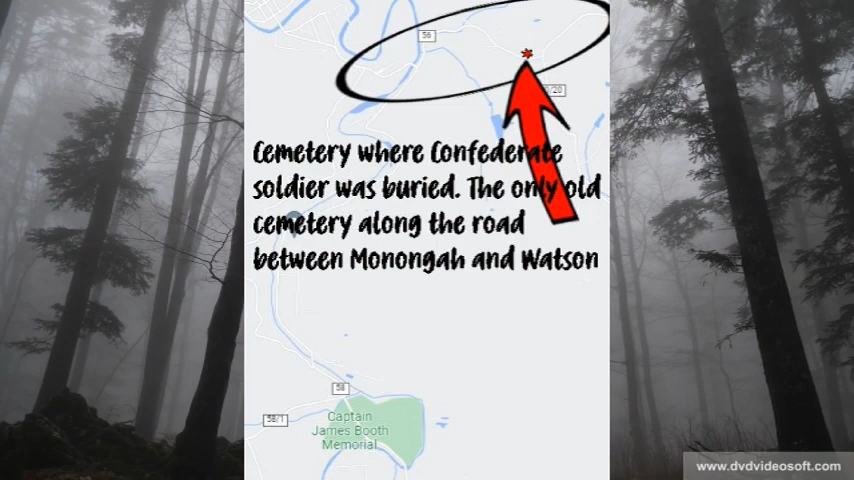 56
/20
Cemetery where Confederate
soldier was buried. The only old
cemetery along the road
between Monongah and Watson
58
58/1
Captain
James Booth
Memorial
www.dvdvideosoft.com